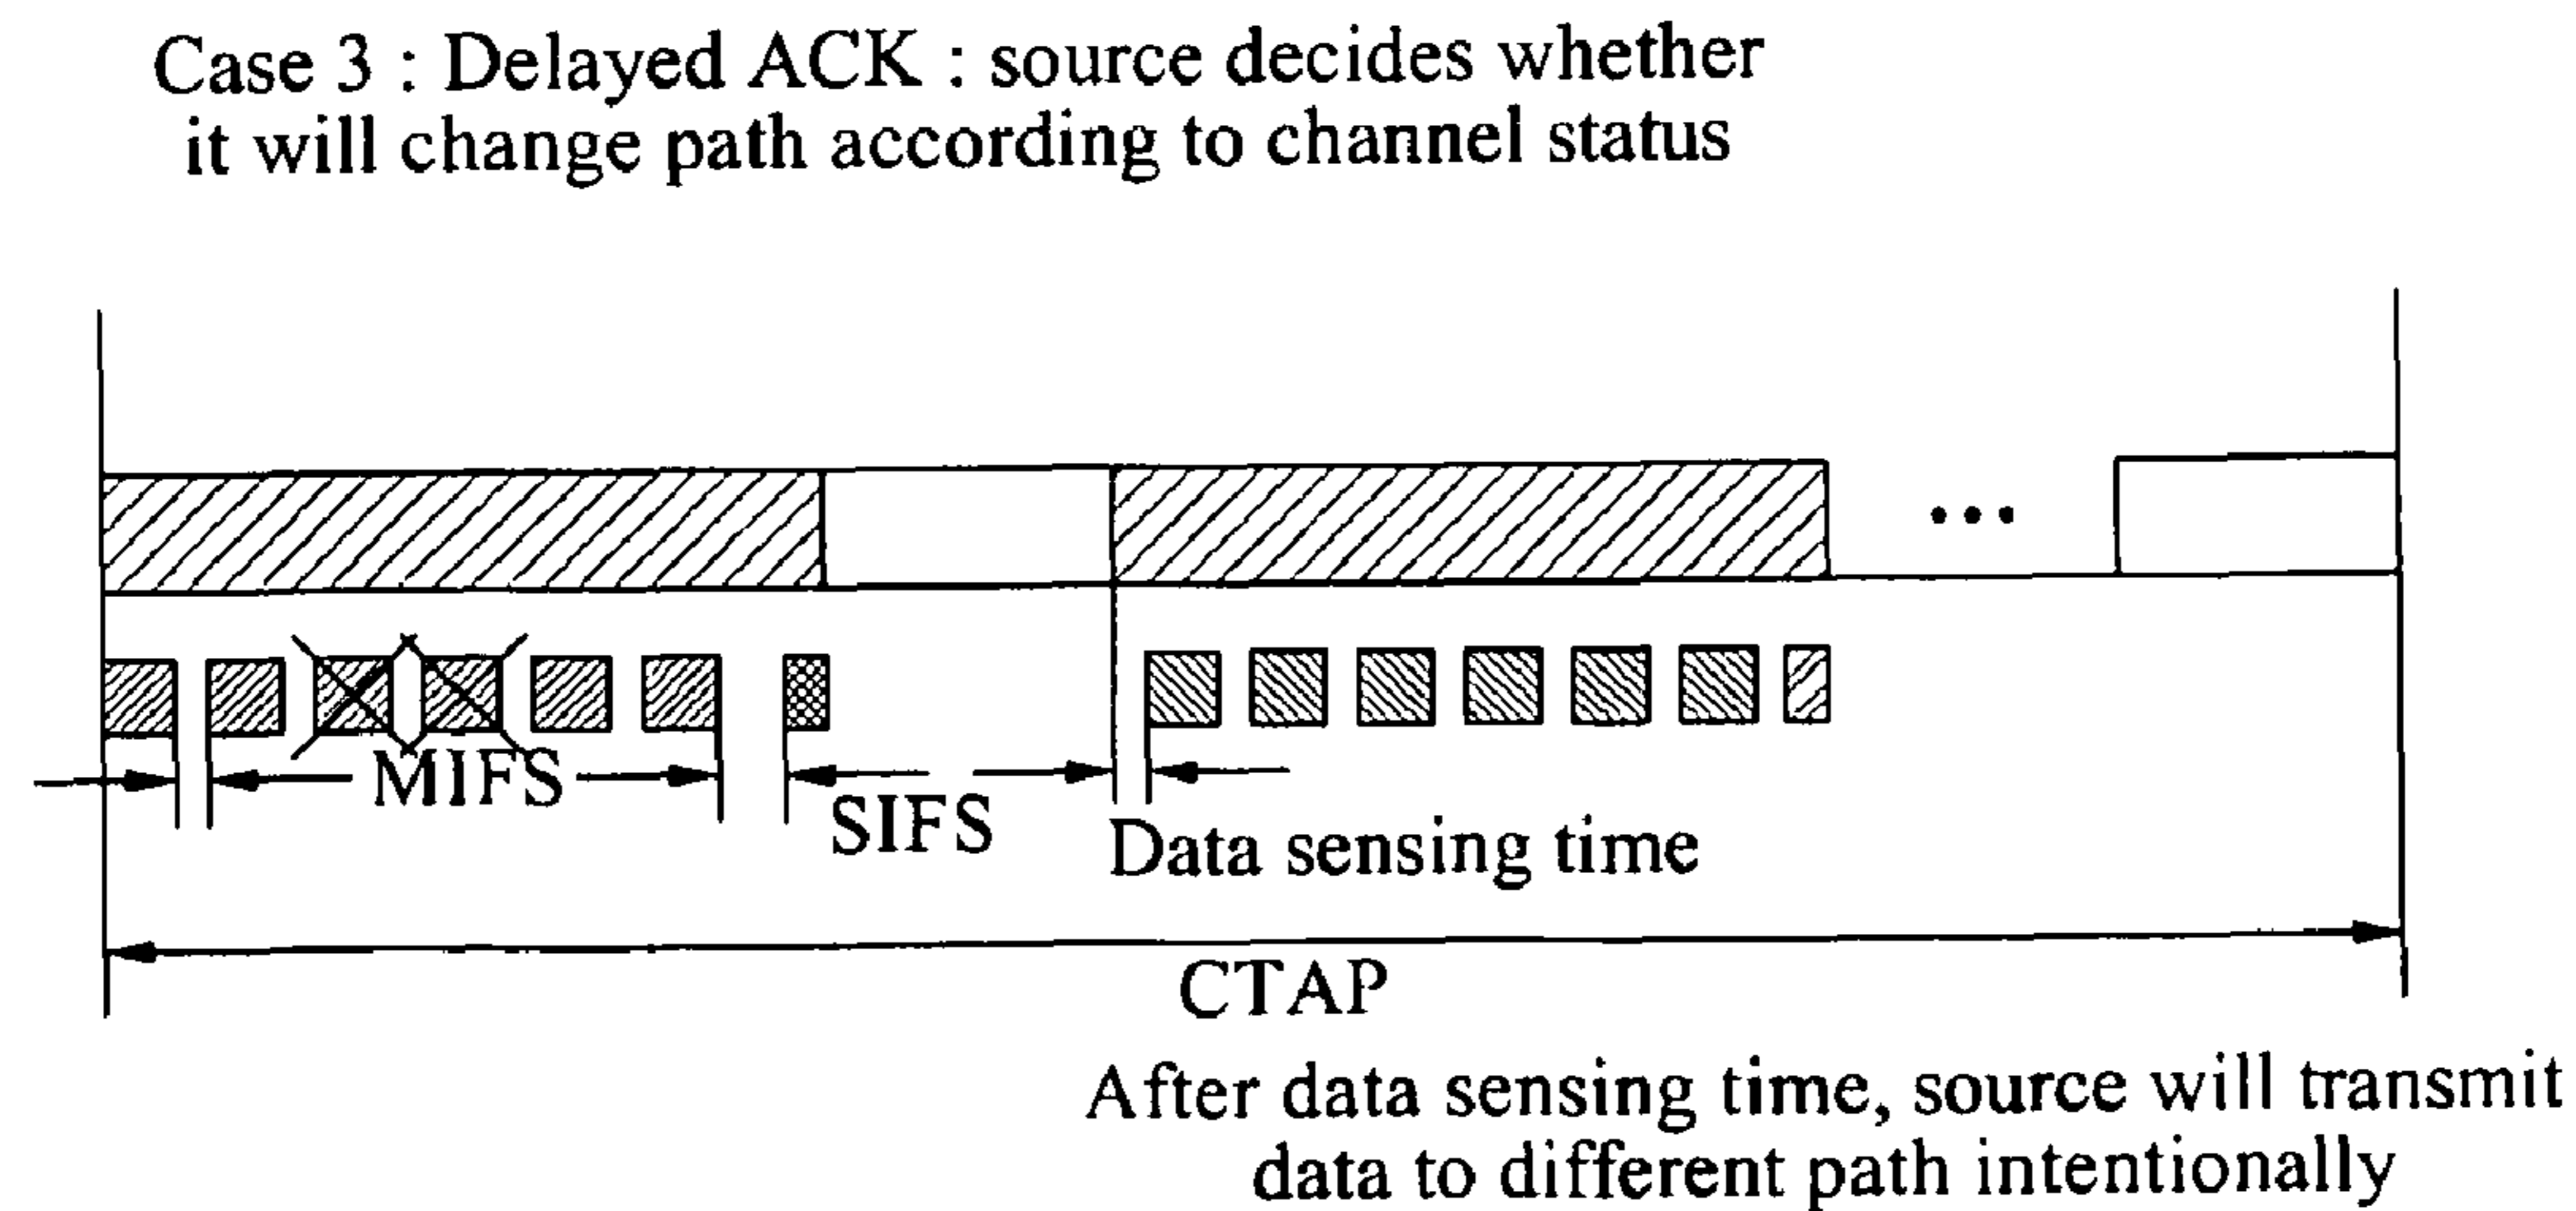 Case 3 : Delayed ACK : source decides whether
it will change path according to channel status
MIFS
SIFS
Data sensing time
CTAP
After data sensing time, source will transmit
data to different path intentionally